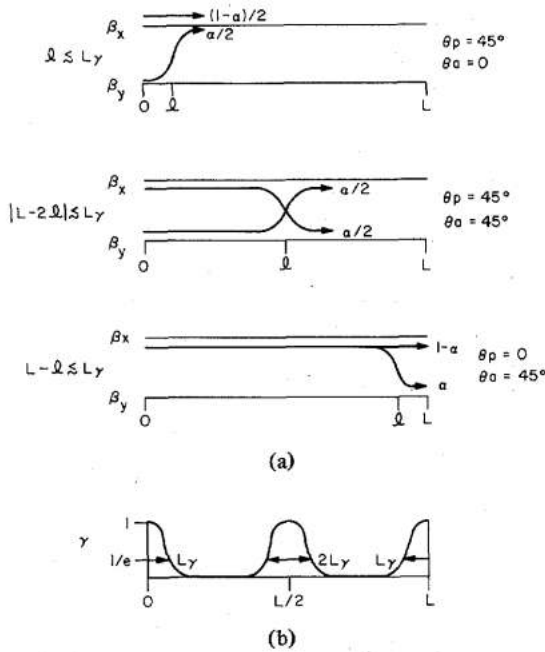 βx (1-α)/2
ℓ ≲ Lγ α/2 θp = 45°
θa = 0
βy
0 ℓ L
βx α/2 θp = 45°
|L-2ℓ| ≲ Lγ θa = 45°
α/2
βy
0 ℓ L
βx 1-α θp = 0
L-ℓ ≲ Lγ θa = 45°
βy α
0 ℓ L
(a)
1
γ
1/e Lγ 2Lγ Lγ
0 L/2 L
(b)